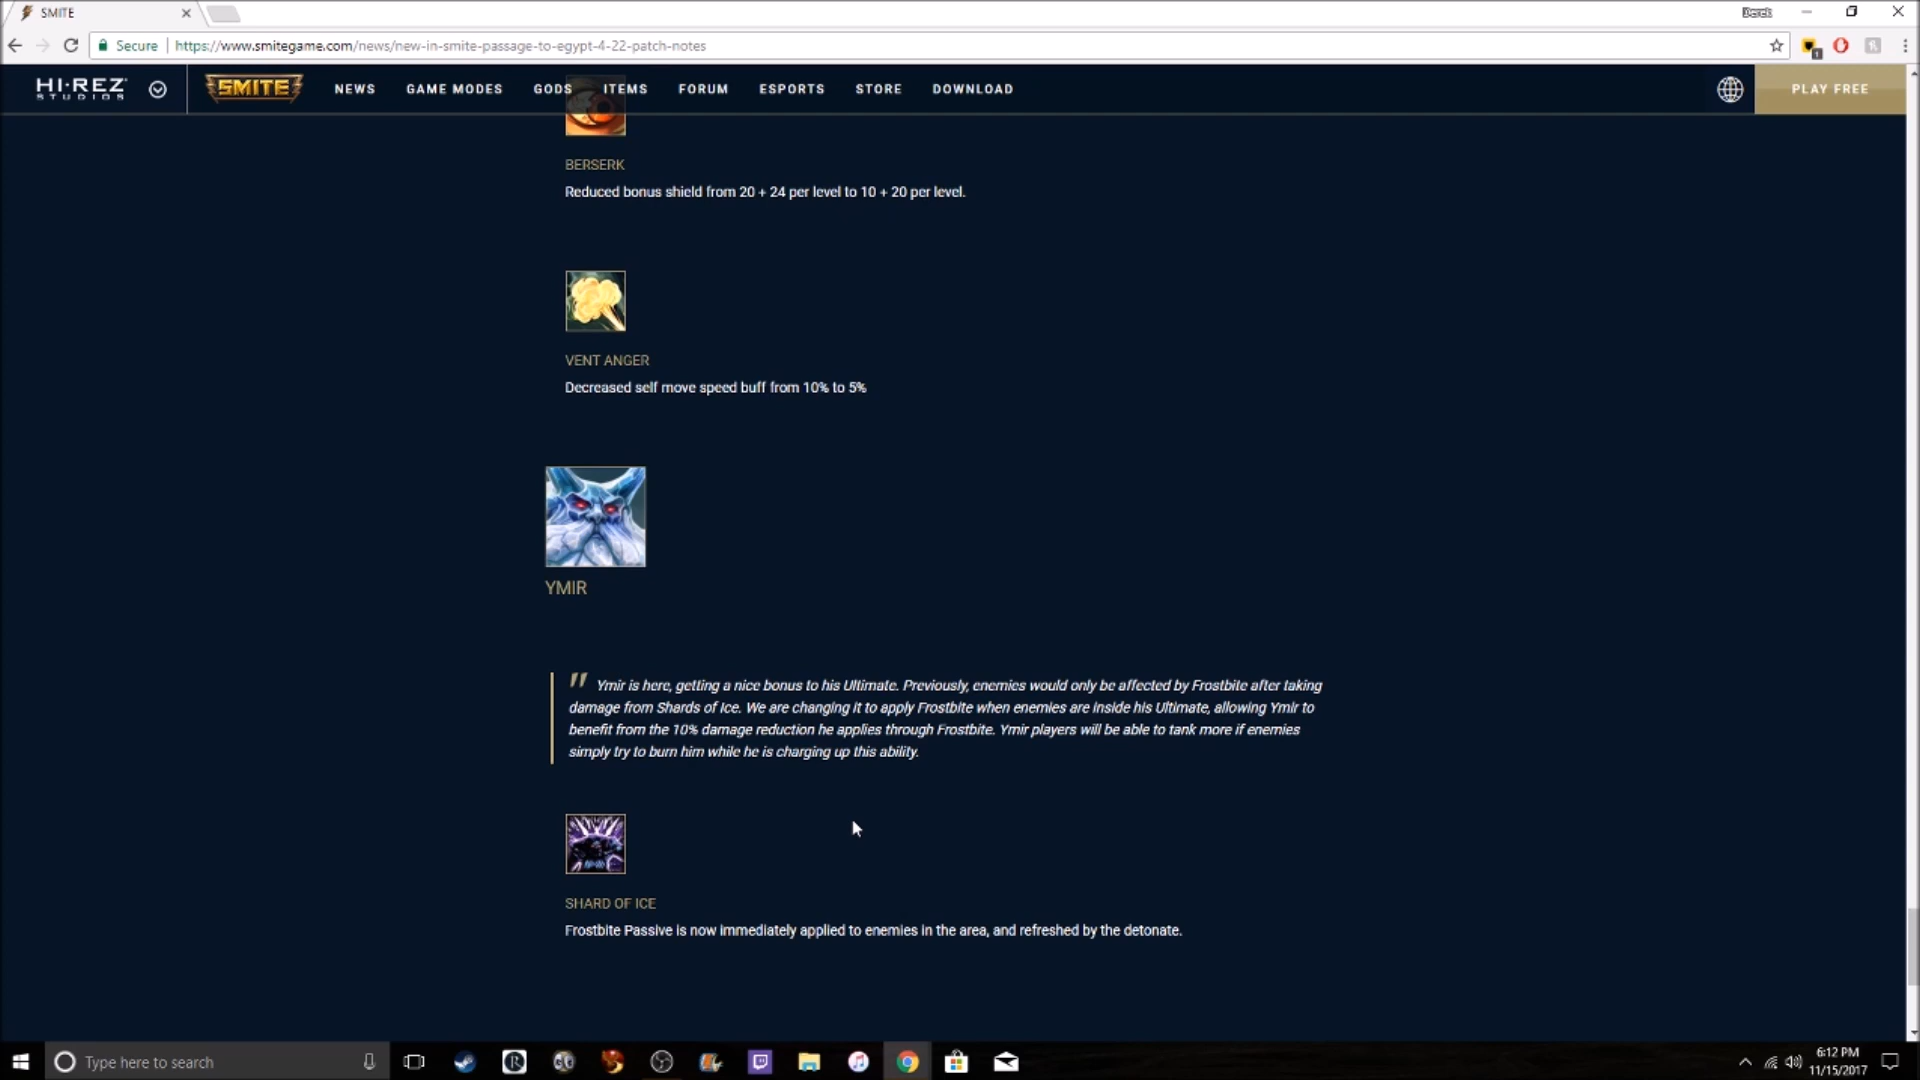 SMITE
Derek
Secure | https://www.smitegame.com/news/new-in-smite-passage-to-egypt-4-22-patch-notes
HI-REZ STUDIOS SMITE NEWS GAME MODES GODS ITEMS FORUM ESPORTS STORE DOWNLOAD PLAY FREE
BERSERK
Reduced bonus shield from 20 + 24 per level to 10 + 20 per level.
VENT ANGER
Decreased self move speed buff from 10% to 5%
YMIR
" Ymir is here, getting a nice bonus to his Ultimate. Previously, enemies would only be affected by Frostbite after taking
damage from Shards of Ice. We are changing it to apply Frostbite when enemies are inside his Ultimate, allowing Ymir to
benefit from the 10% damage reduction he applies through Frostbite. Ymir players will be able to tank more if enemies
simply try to burn him while he is charging up this ability.
SHARD OF ICE
Frostbite Passive is now immediately applied to enemies in the area, and refreshed by the detonate.
Type here to search
6:12 PM
11/15/2017